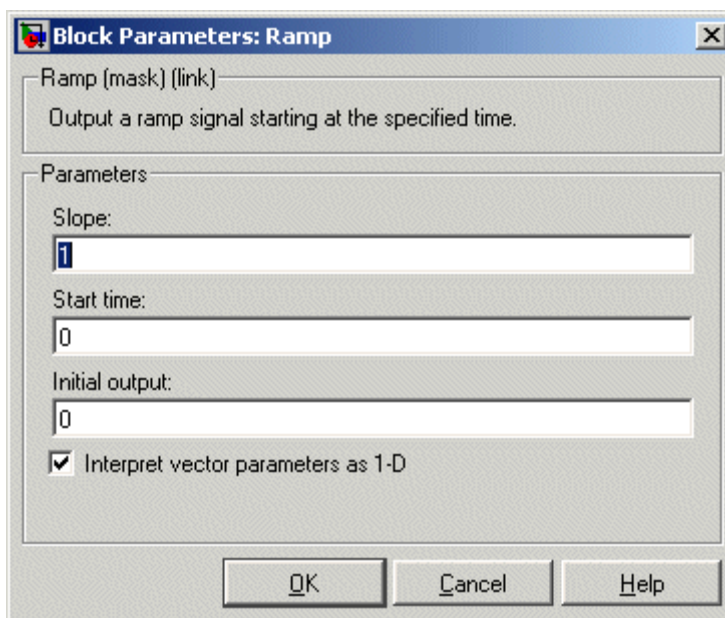 Block Parameters: Ramp
Ramp (mask) (link)
Output a ramp signal starting at the specified time.
Parameters
Slope:
1
Start time:
0
Initial output:
0
Interpret vector parameters as 1-D
OK Cancel Help